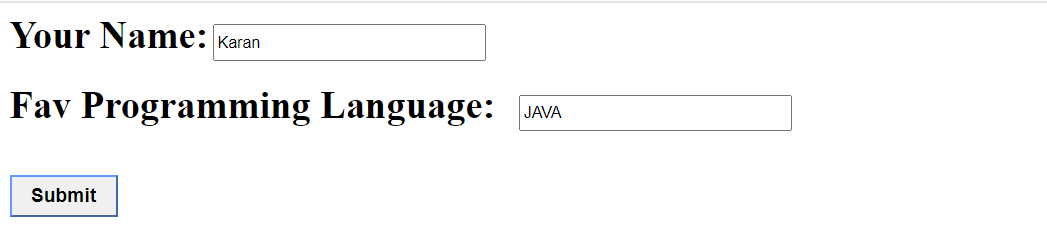 Your Name: Karan
Fav Programming Language: JAVA
Submit